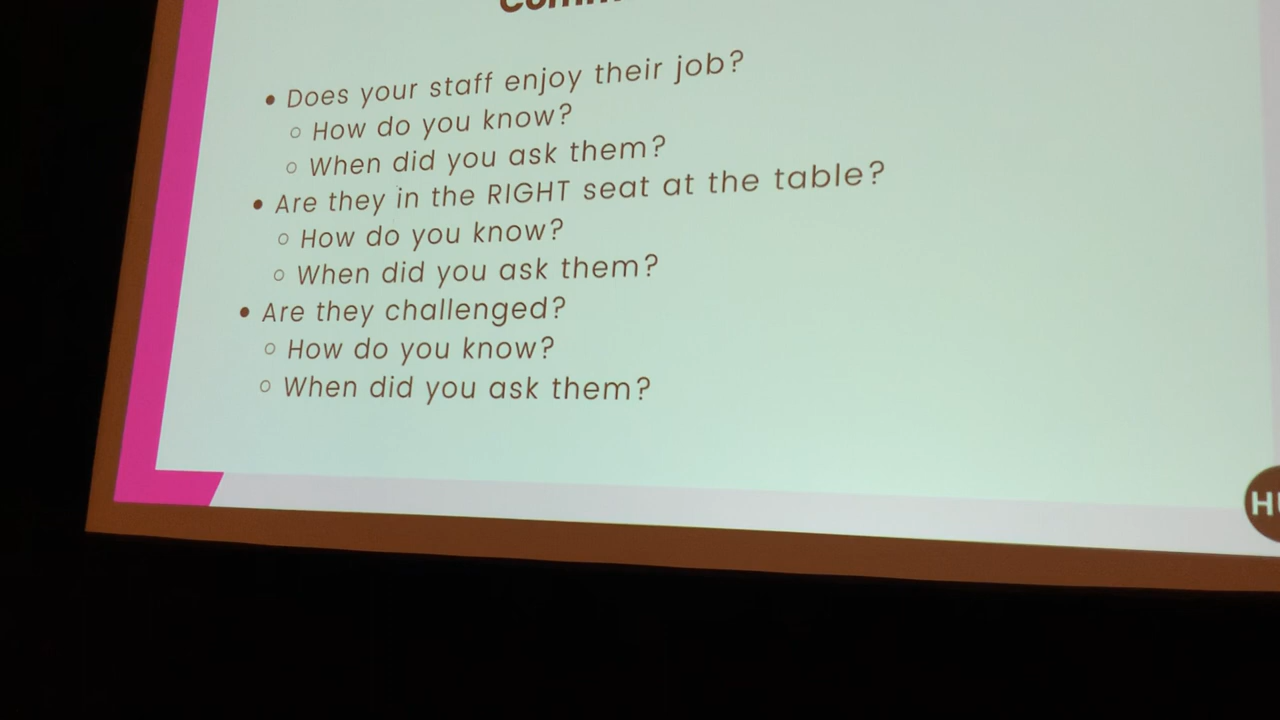 • Does your staff enjoy their job?
○ How do you know?
○ When did you ask them?
• Are they in the RIGHT seat at the table?
○ How do you know?
○ When did you ask them?
• Are they challenged?
○ How do you know?
○ When did you ask them?